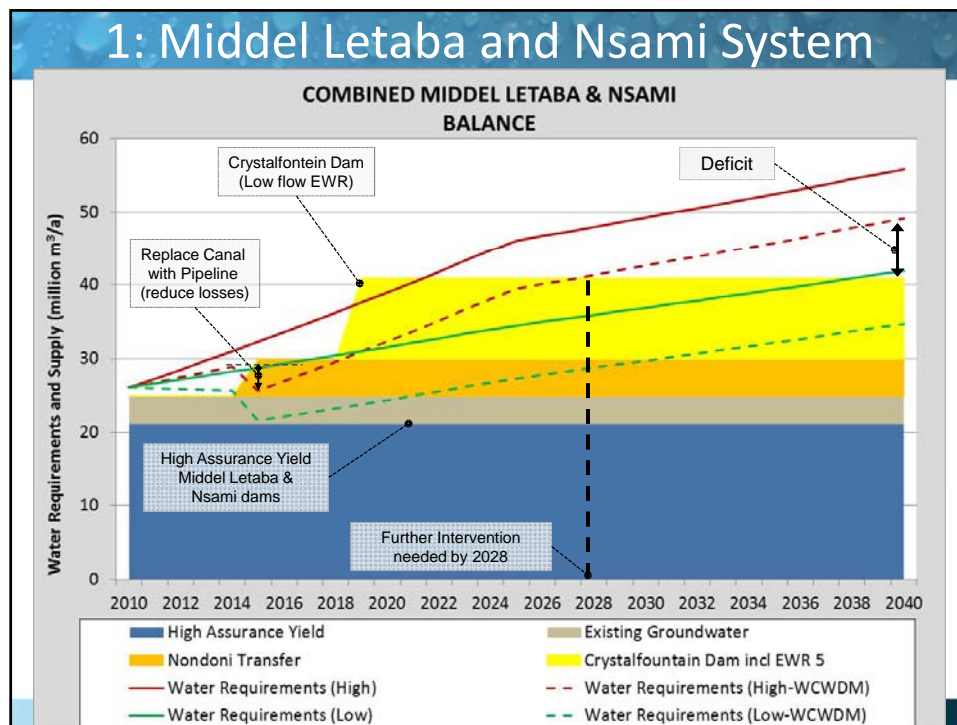 1: Middel Letaba and Nsami System
COMBINED MIDDEL LETABA & NSAMI
BALANCE
Water Requirements and Supply (million m³/a)
60
50
40
30
20
10
0
Crystalfontein Dam
(Low flow EWR)
Deficit
Replace Canal
with Pipeline
(reduce losses)
High Assurance Yield
Middel Letaba &
Nsami dams
Further Intervention
needed by 2028
2010 2012 2014 2016 2018 2020 2022 2024 2026 2028 2030 2032 2034 2036 2038 2040
High Assurance Yield
Existing Groundwater
Nondoni Transfer
Crystalfountain Dam incl EWR 5
Water Requirements (High)
Water Requirements (High-WCWDM)
Water Requirements (Low)
Water Requirements (Low-WCWDM)